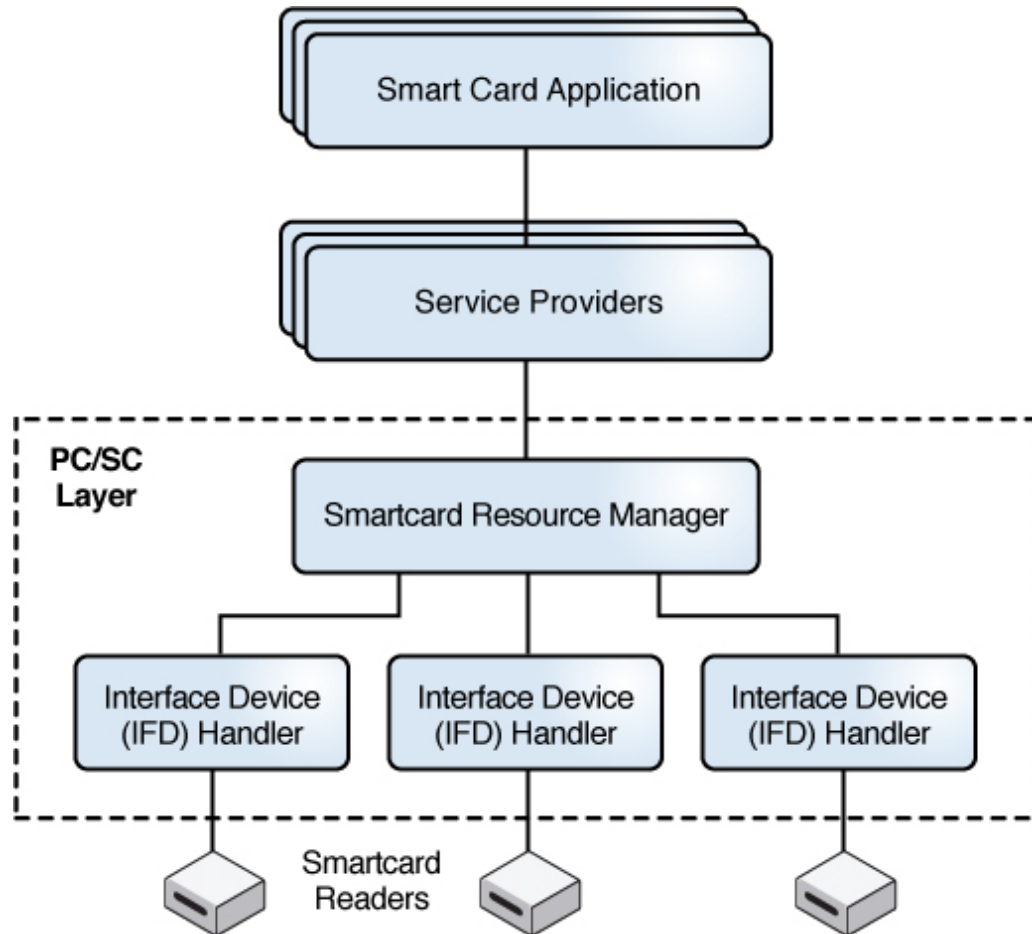 Smart Card Application
Service Providers
PC/SC
Layer
Smartcard Resource Manager
Interface Device
(IFD) Handler
Interface Device
(IFD) Handler
Interface Device
(IFD) Handler
Smartcard
Readers